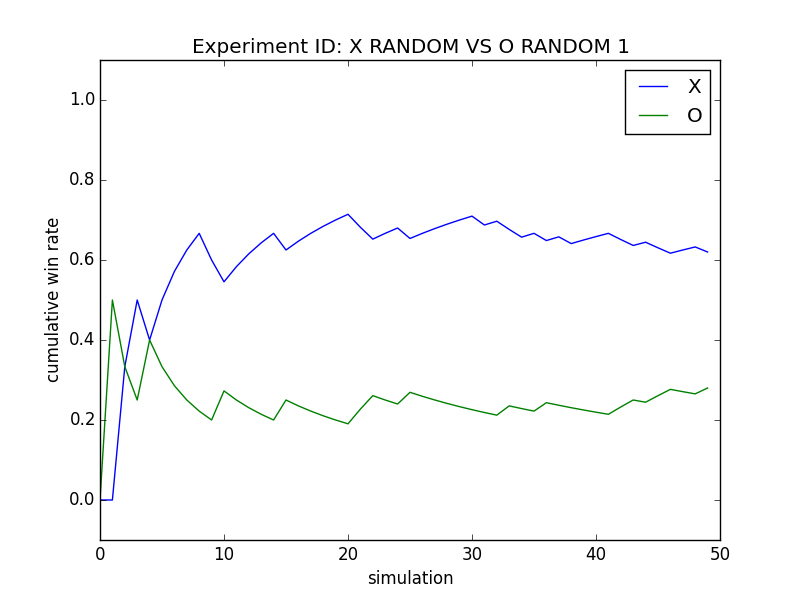 Experiment ID: X RANDOM VS O RANDOM 1
X
O
1.0
0.8
0.6
0.4
0.2
0.0
cumulative win rate
0 10 20 30 40 50
simulation